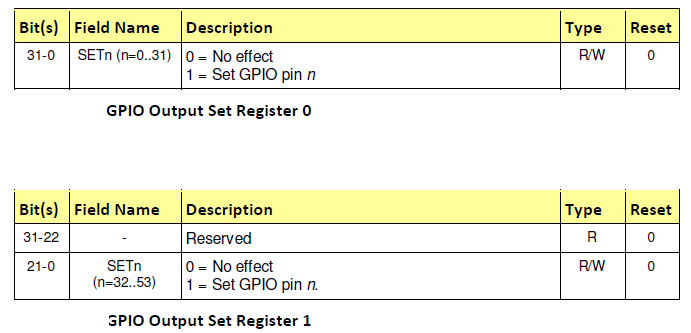 Bit(s) Field Name Description Type Reset
31-0 SETn (n=0..31) 0 = No effect R/W 0
1 = Set GPIO pin n
GPIO Output Set Register 0
Bit(s) Field Name Description Type Reset
31-22 - Reserved R 0
21-0 SETn 0 = No effect R/W 0
(n=32..53) 1 = Set GPIO pin n.
GPIO Output Set Register 1